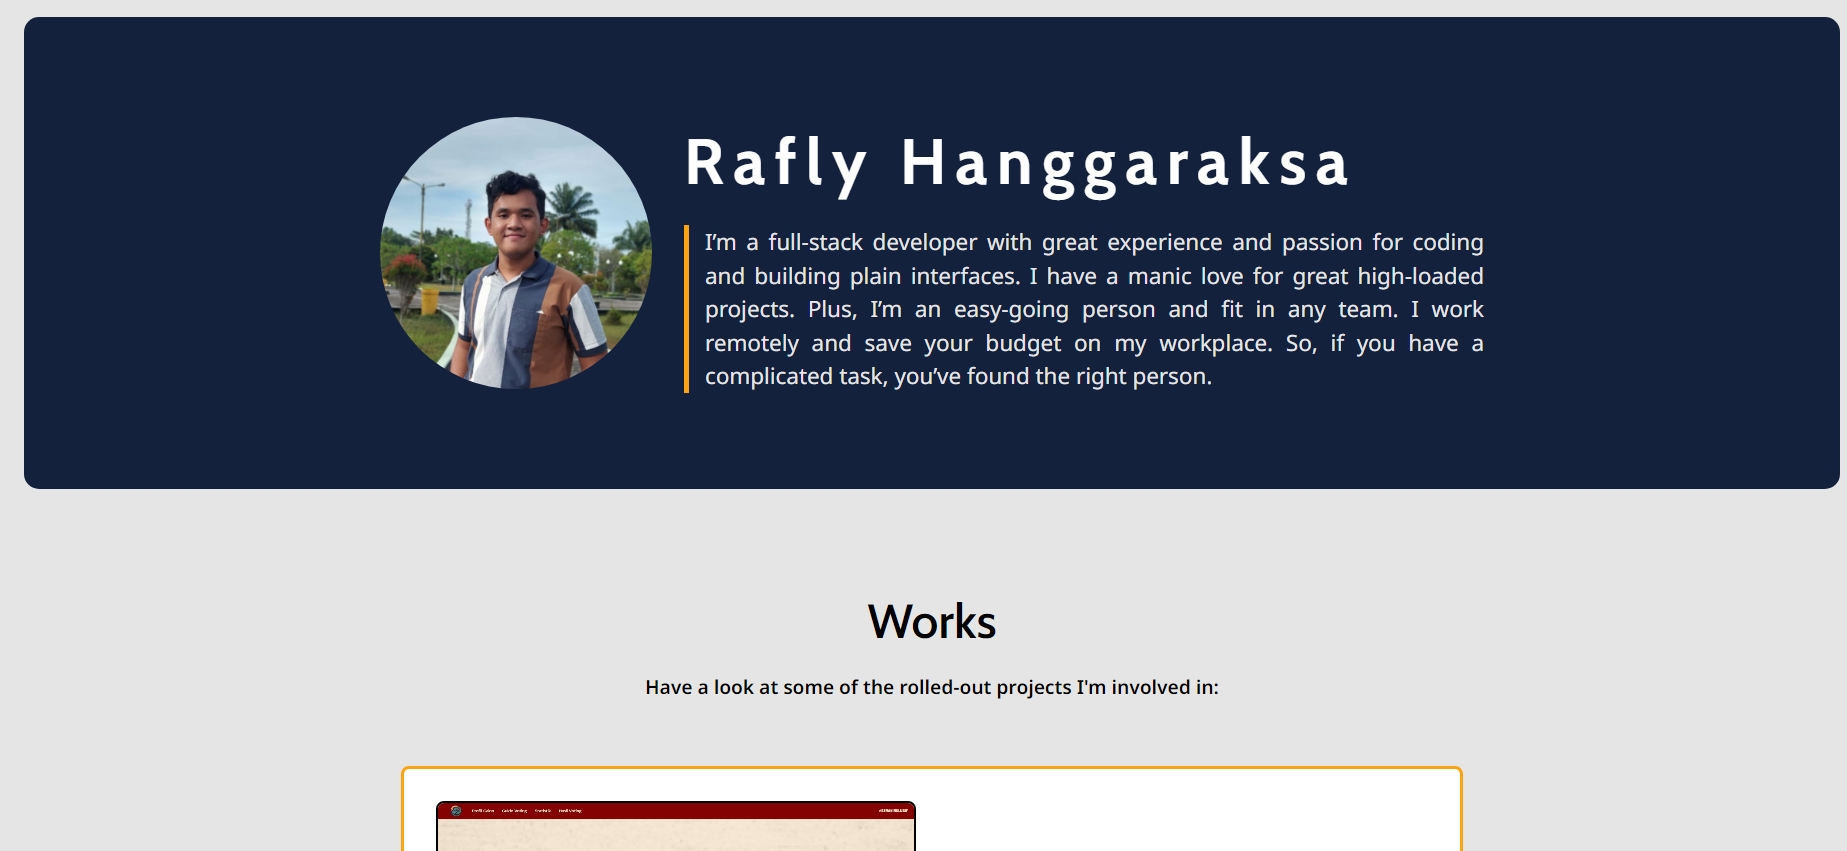 Rafly Hanggaraksa
I’m a full-stack developer with great experience and passion for coding
and building plain interfaces. I have a manic love for great high-loaded
projects. Plus, I’m an easy-going person and fit in any team. I work
remotely and save your budget on my workplace. So, if you have a
complicated task, you’ve found the right person.
Works
Have a look at some of the rolled-out projects I'm involved in: